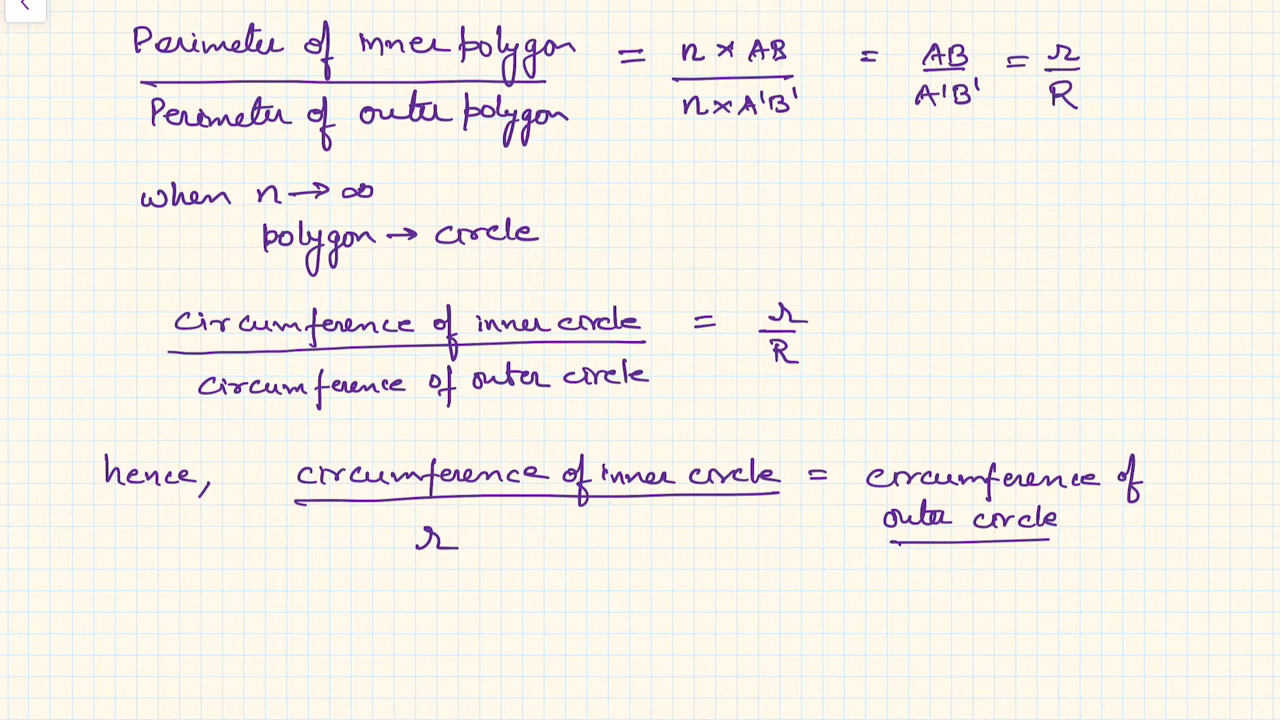 Perimeter of inner polygon = n × AB = AB = r
Perimeter of outer polygon n × A'B' A'B' R
when n → ∞
polygon → circle
circumference of inner circle = r
circumference of outer circle R
hence, circumference of inner circle = circumference of
r outer circle